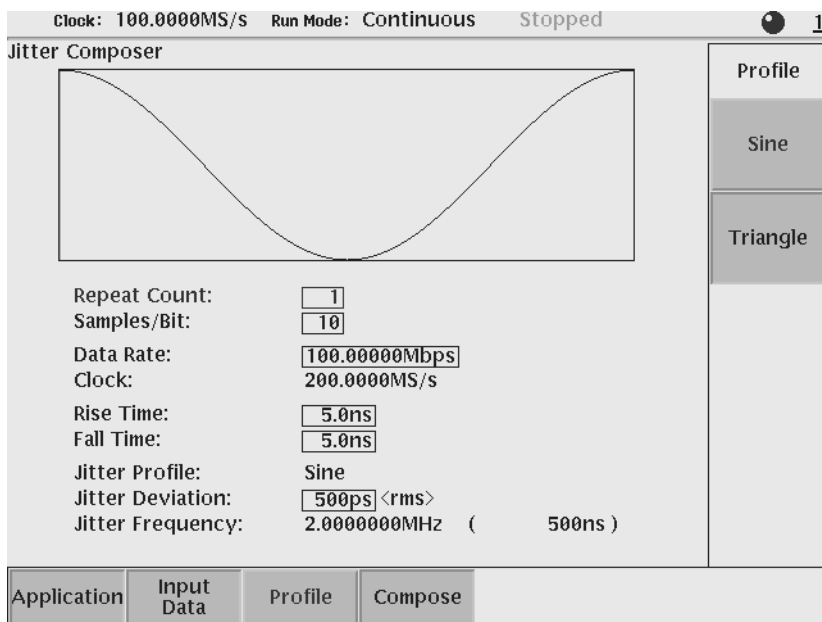 Clock: 100.0000MS/s Run Mode: Continuous Stopped 1
Jitter Composer
Profile
Sine
Triangle
Repeat Count: 1
Samples/Bit: 10
Data Rate: 100.00000Mbps
Clock: 200.0000MS/s
Rise Time: 5.0ns
Fall Time: 5.0ns
Jitter Profile: Sine
Jitter Deviation: 500ps <rms>
Jitter Frequency: 2.0000000MHz ( 500ns )
Application
Input Data
Profile
Compose